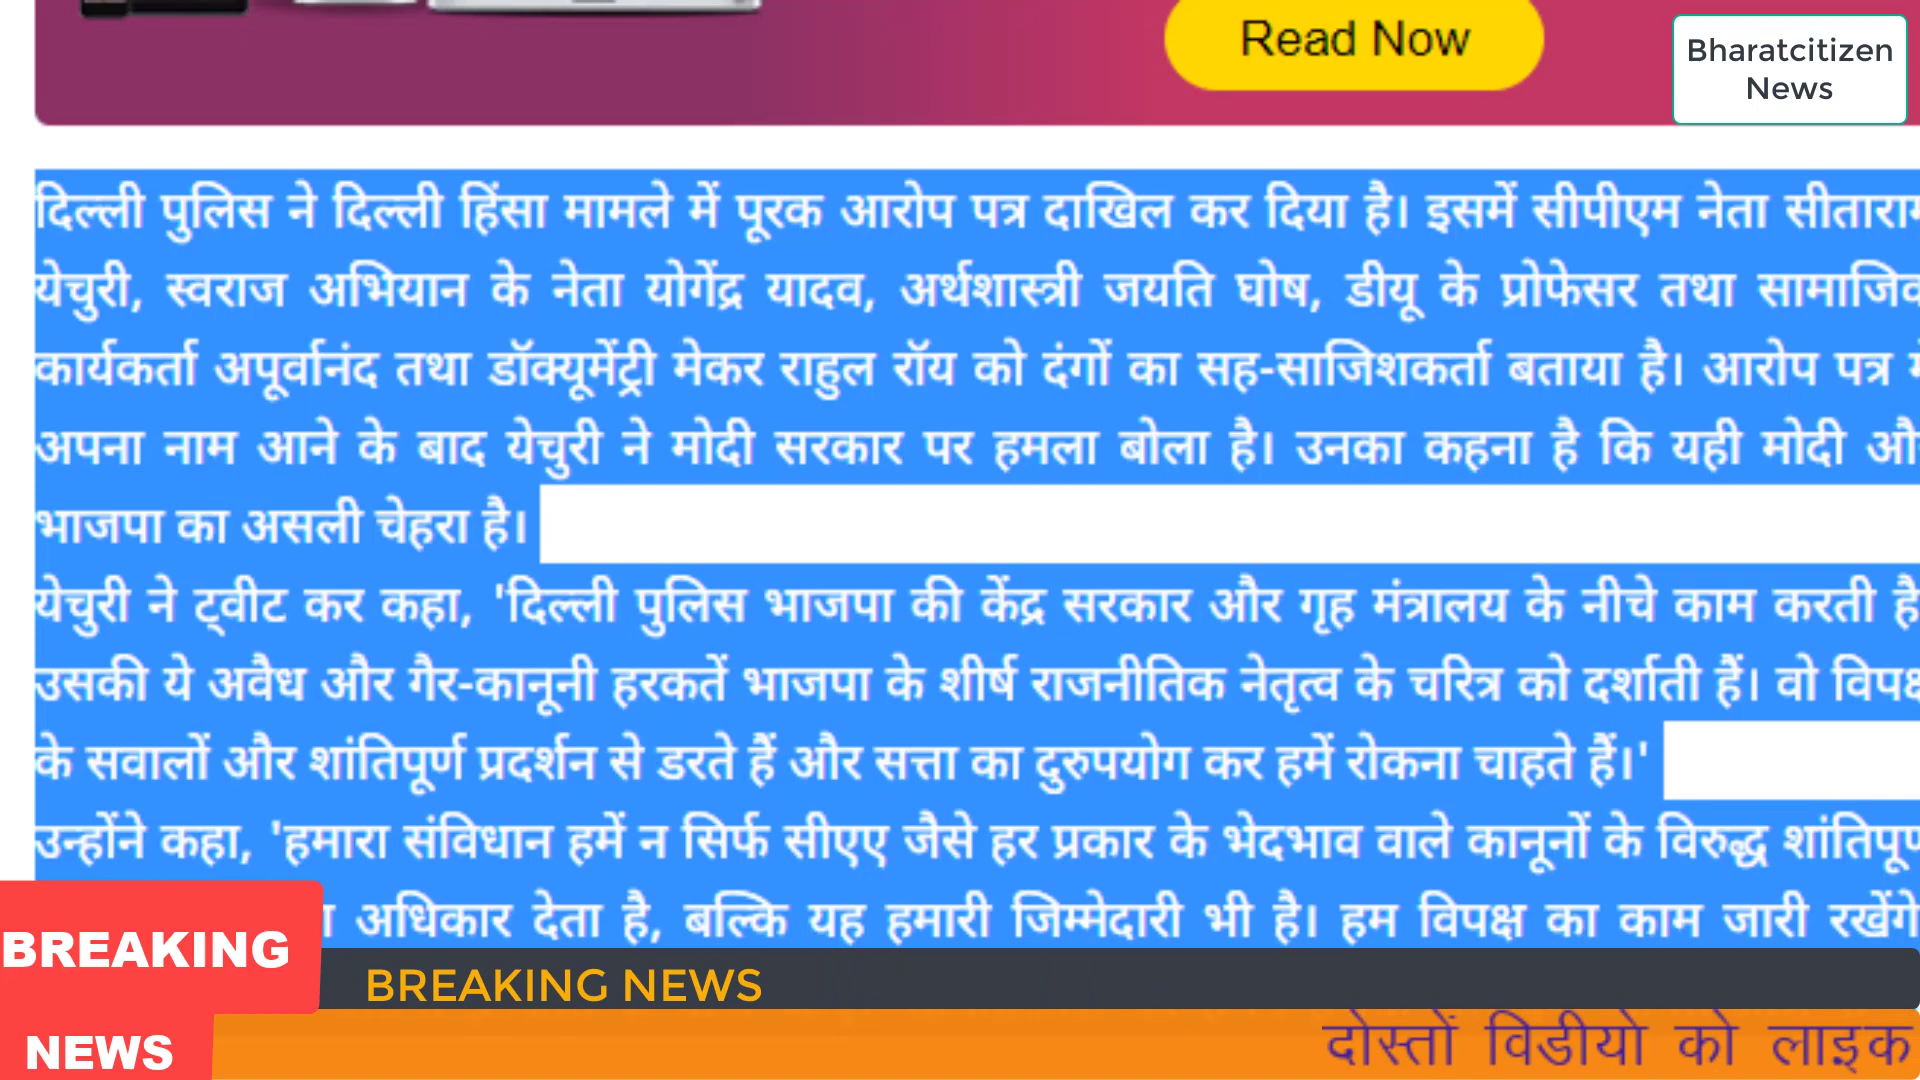 Read Now
Bharatcitizen
News
दिल्ली पुलिस ने दिल्ली हिंसा मामले में पूरक आरोप पत्र दाखिल कर दिया है। इसमें सीपीएम नेता सीताराम
येचुरी, स्वराज अभियान के नेता योगेंद्र यादव, अर्थशास्त्री जयति घोष, डीयू के प्रोफेसर तथा सामाजिक
कार्यकर्ता अपूर्वानंद तथा डॉक्यूमेंट्री मेकर राहुल रॉय को दंगों का सह-साजिशकर्ता बताया है। आरोप पत्र में
अपना नाम आने के बाद येचुरी ने मोदी सरकार पर हमला बोला है। उनका कहना है कि यही मोदी और
भाजपा का असली चेहरा है।
येचुरी ने ट्वीट कर कहा, 'दिल्ली पुलिस भाजपा की केंद्र सरकार और गृह मंत्रालय के नीचे काम करती है
उसकी ये अवैध और गैर-कानूनी हरकतें भाजपा के शीर्ष राजनीतिक नेतृत्व के चरित्र को दर्शाती हैं। वो विपक्ष
के सवालों और शांतिपूर्ण प्रदर्शन से डरते हैं और सत्ता का दुरुपयोग कर हमें रोकना चाहते हैं।'
उन्होंने कहा, 'हमारा संविधान हमें न सिर्फ सीएए जैसे हर प्रकार के भेदभाव वाले कानूनों के विरुद्ध शांतिपूर्ण
अधिकार देता है, बल्कि यह हमारी जिम्मेदारी भी है। हम विपक्ष का काम जारी रखेंगे
BREAKING
NEWS
BREAKING NEWS
दोस्तों विडीयो को लाइक